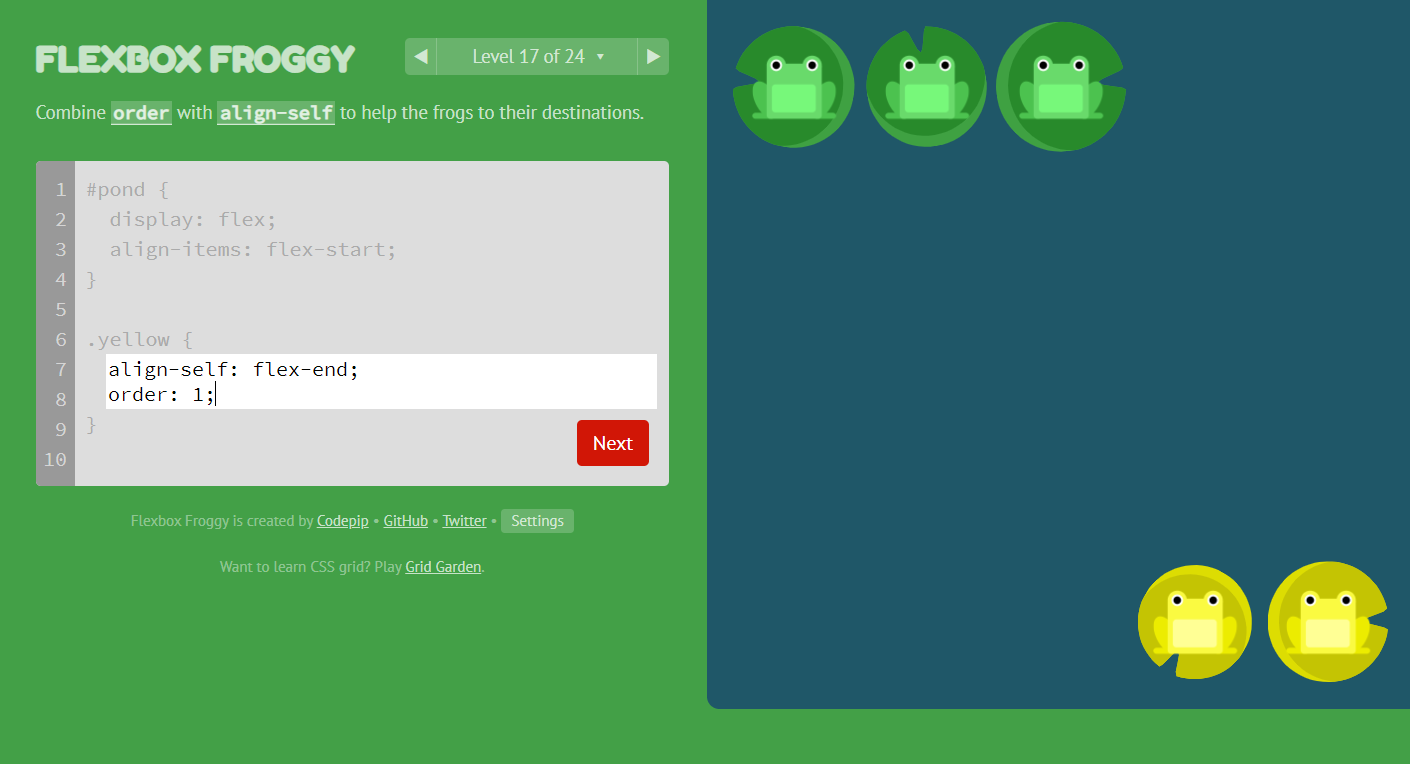 FLEXBOX FROGGY
◀ Level 17 of 24 ▼ ▶
Combine order with align-self to help the frogs to their destinations.
1 #pond {
2   display: flex;
3   align-items: flex-start;
4 }
5
6 .yellow {
7   align-self: flex-end;
8   order: 1;
9 }
10
Next
Flexbox Froggy is created by Codepip • GitHub • Twitter • Settings
Want to learn CSS grid? Play Grid Garden.